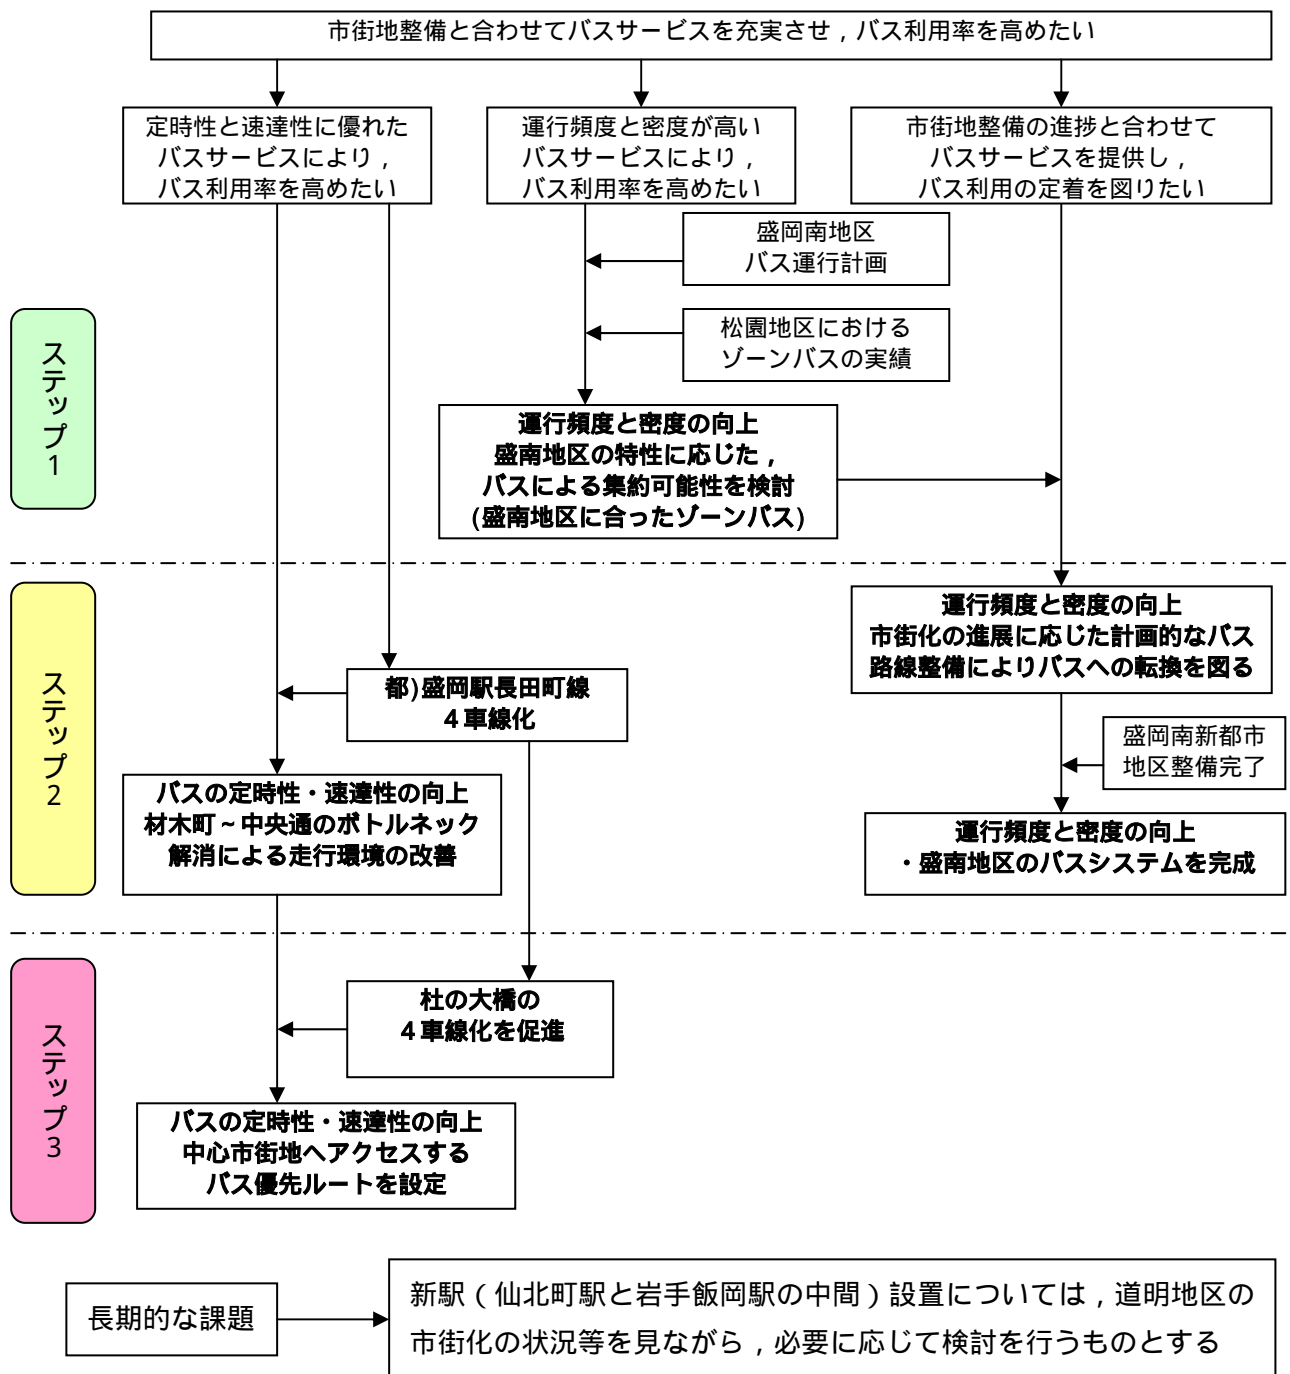 市街地整備と合わせてバスサービスを充実させ，バス利用率を高めたい
定時性と速達性に優れた
バスサービスにより，
バス利用率を高めたい
運行頻度と密度が高い
バスサービスにより，
バス利用率を高めたい
市街地整備の進捗と合わせて
バスサービスを提供し，
バス利用の定着を図りたい
盛岡南地区
バス運行計画
松園地区における
ゾーンバスの実績
ステップ1
運行頻度と密度の向上
盛南地区の特性に応じた，
バスによる集約可能性を検討
(盛南地区に合ったゾーンバス)
ステップ2
運行頻度と密度の向上
市街化の進展に応じた計画的なバス
路線整備によりバスへの転換を図る
都)盛岡駅長田町線
４車線化
盛岡南新都市
地区整備完了
バスの定時性・速達性の向上
材木町～中央通のボトルネック
解消による走行環境の改善
運行頻度と密度の向上
・盛南地区のバスシステムを完成
ステップ3
杜の大橋の
４車線化を促進
バスの定時性・速達性の向上
中心市街地へアクセスする
バス優先ルートを設定
長期的な課題
新駅（仙北町駅と岩手飯岡駅の中間）設置については，道明地区の
市街化の状況等を見ながら，必要に応じて検討を行うものとする